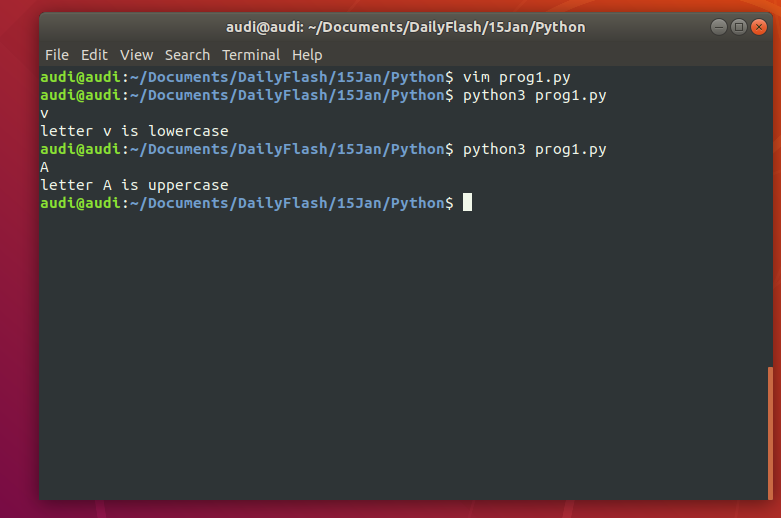 audi@audi: ~/Documents/DailyFlash/15Jan/Python
File Edit View Search Terminal Help
audi@audi:~/Documents/DailyFlash/15Jan/Python$ vim prog1.py
audi@audi:~/Documents/DailyFlash/15Jan/Python$ python3 prog1.py
v
letter v is lowercase
audi@audi:~/Documents/DailyFlash/15Jan/Python$ python3 prog1.py
A
letter A is uppercase
audi@audi:~/Documents/DailyFlash/15Jan/Python$